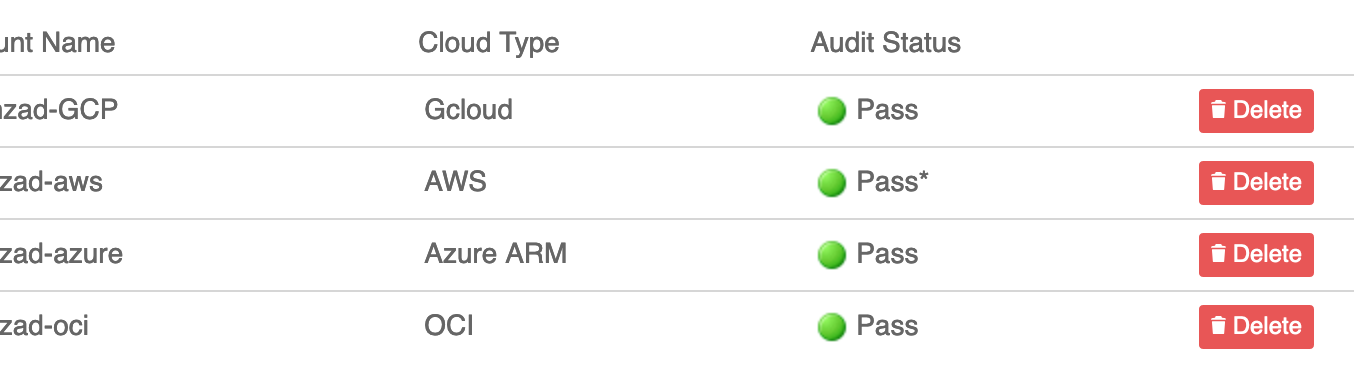 unt Name Cloud Type Audit Status
zad-GCP Gcloud Pass Delete
zad-aws AWS Pass* Delete
zad-azure Azure ARM Pass Delete
zad-oci OCI Pass Delete